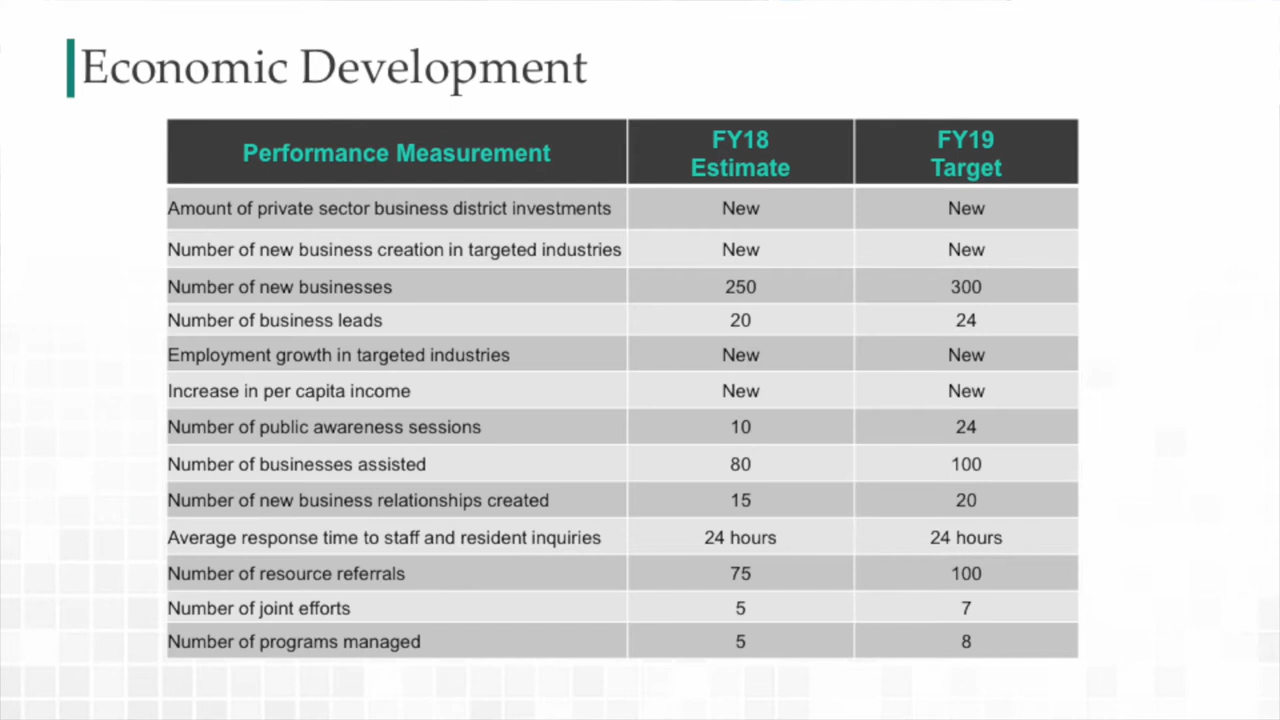 Economic Development
Performance Measurement FY18 Estimate FY19 Target
Amount of private sector business district investments New New
Number of new business creation in targeted industries New New
Number of new businesses 250 300
Number of business leads 20 24
Employment growth in targeted industries New New
Increase in per capita income New New
Number of public awareness sessions 10 24
Number of businesses assisted 80 100
Number of new business relationships created 15 20
Average response time to staff and resident inquiries 24 hours 24 hours
Number of resource referrals 75 100
Number of joint efforts 5 7
Number of programs managed 5 8